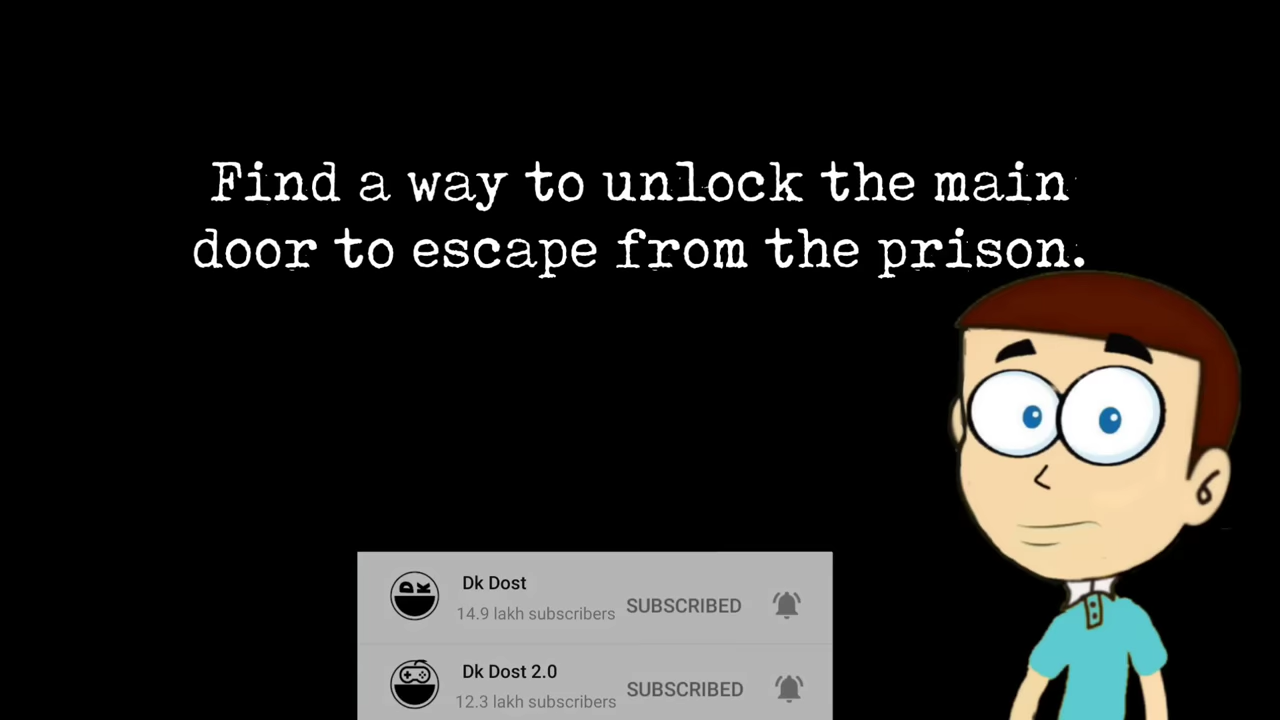 Find a way to unlock the main
door to escape from the prison.
DK
Dk Dost
14.9 lakh subscribers
SUBSCRIBED
Dk Dost 2.0
12.3 lakh subscribers
SUBSCRIBED